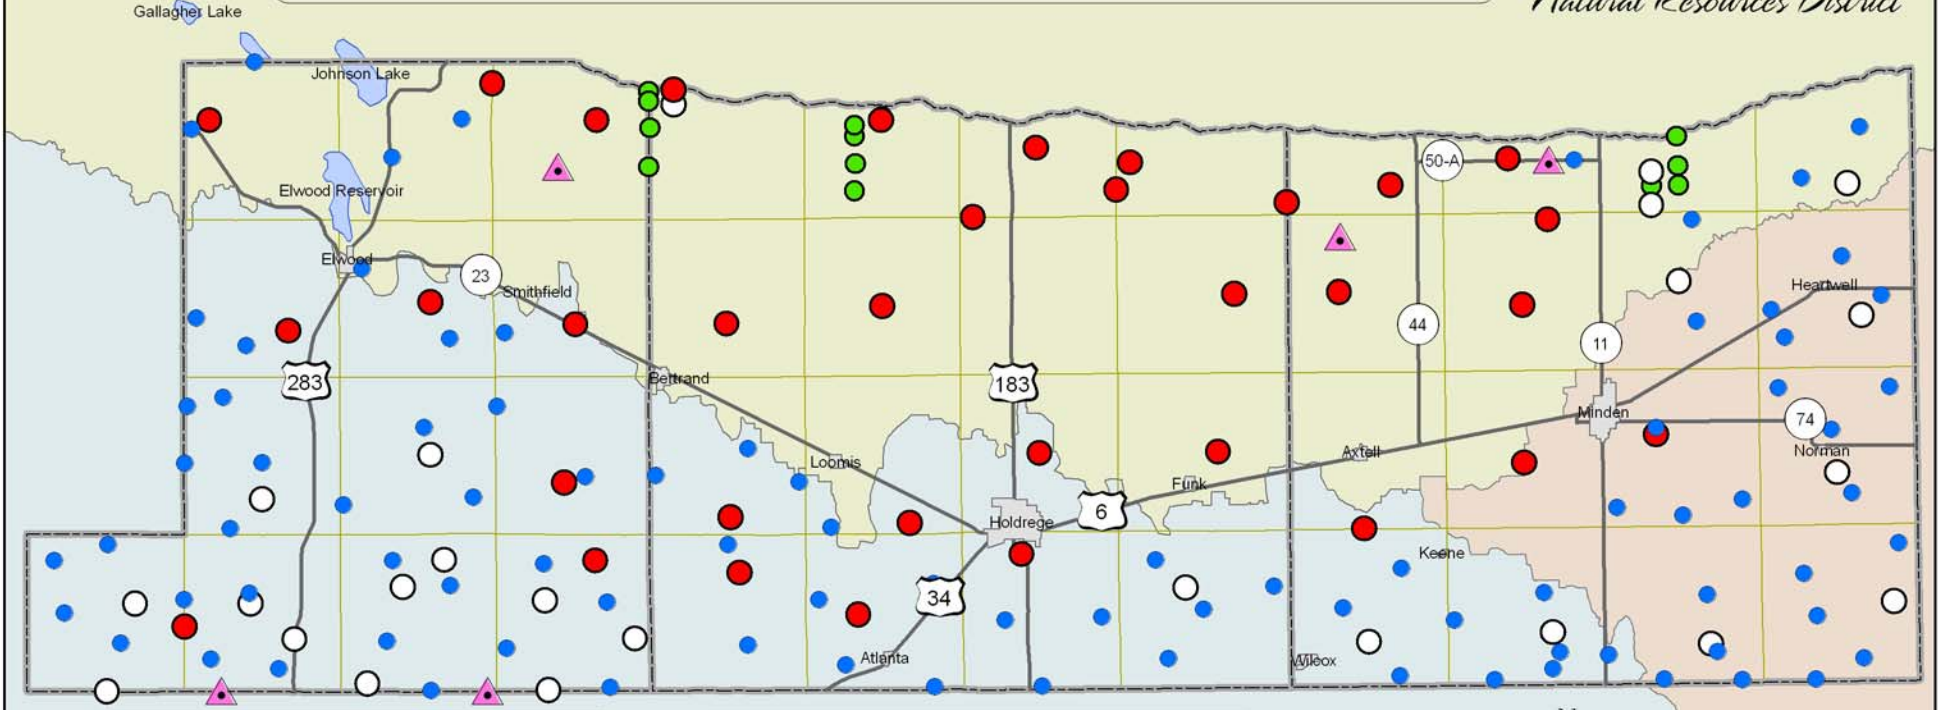 Natural Resources District
Gallagher Lake
Johnson Lake
50-A
Elwood Reservoir
Elwood
23
Smithfield
Heartwell
44
11
283
Bertrand
183
Minden
74
Loomis
Axtell
Norman
Funk
6
Holdrege
Keene
34
Atlanta
Wilcox